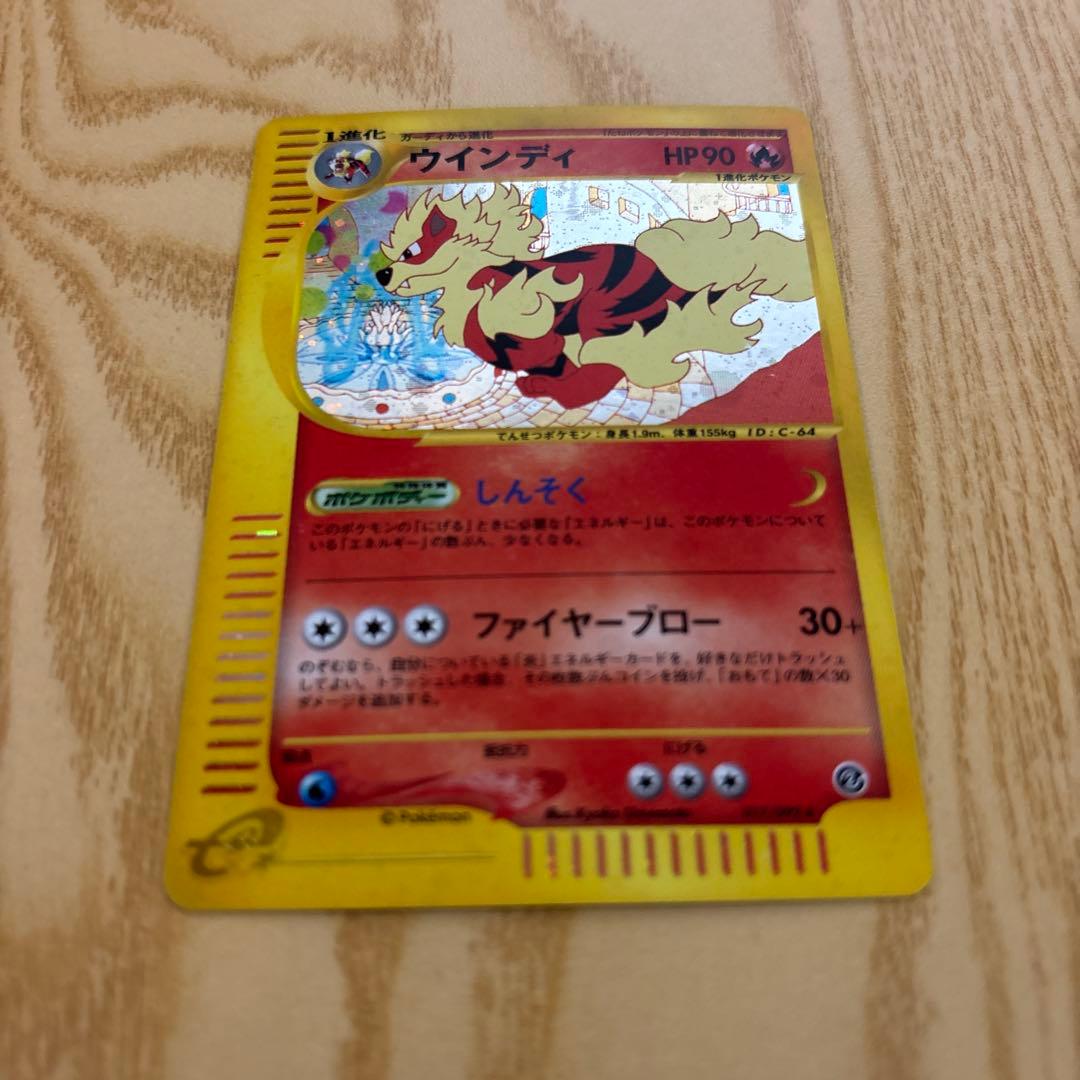 1進化 ガーディから進化
ウインディ HP90
1進化ポケモン
てんせつポケモン：身長1.9m、体重155kg ID：C-64
特殊体質
ポケボディー しんそく
このポケモンの「にげる」ときに必要な「エネルギー」は、このポケモンについて
いる「エネルギー」の数ぶん、少なくなる。
ファイヤーブロー 30+
のぞむなら、自分についている「炎」エネルギーカードを、好きなだけトラッシュ
してよい。トラッシュした場合、その枚数ぶんコインを投げ、「おもて」の数×30
ダメージを追加する。
弱点 抵抗力 にげる
©Pokémon